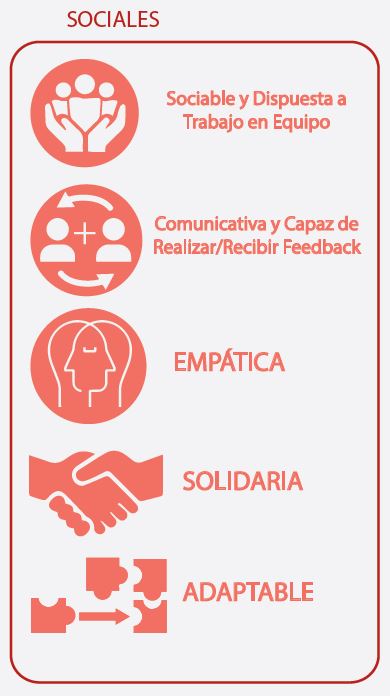 SOCIALES
Sociable y Dispuesta a
Trabajo en Equipo
Comunicativa y Capaz de
Realizar/Recibir Feedback
EMPÁTICA
SOLIDARIA
ADAPTABLE